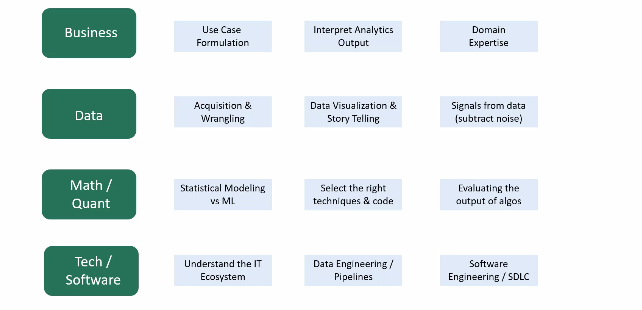 Business
Use Case
Formulation
Interpret Analytics
Output
Domain
Expertise
Data
Acquisition &
Wrangling
Data Visualization &
Story Telling
Signals from data
(subtract noise)
Math /
Quant
Statistical Modeling
vs ML
Select the right
techniques & code
Evaluating the
output of algos
Tech /
Software
Understand the IT
Ecosystem
Data Engineering /
Pipelines
Software
Engineering / SDLC